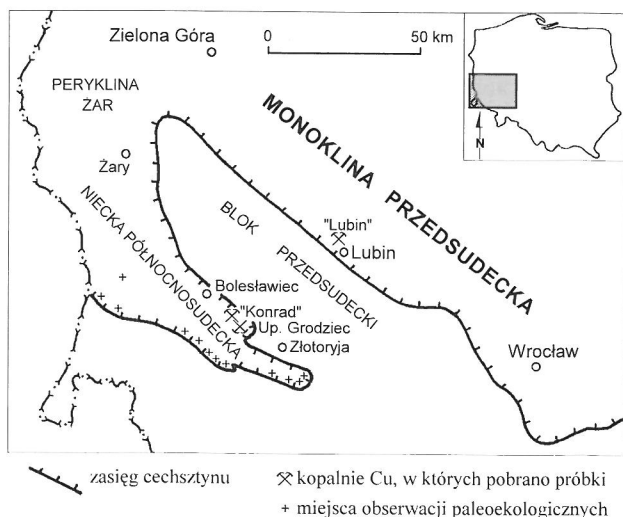 Zielona Góra
0 50 km
PERYKLINA
ŻAR
N
MONOKLINA PRZEDSUDECKA
Żary
NIECKA PÓŁNOCNOSUDECKA
BLOK PRZEDSUDECKI
"Lubin"
Lubin
Bolesławiec
"Konrad"
Up. Grodziec
Złotoryja
Wrocław
zasięg cechsztynu
kopalnie Cu, w których pobrano próbki
+ miejsca obserwacji paleoekologicznych